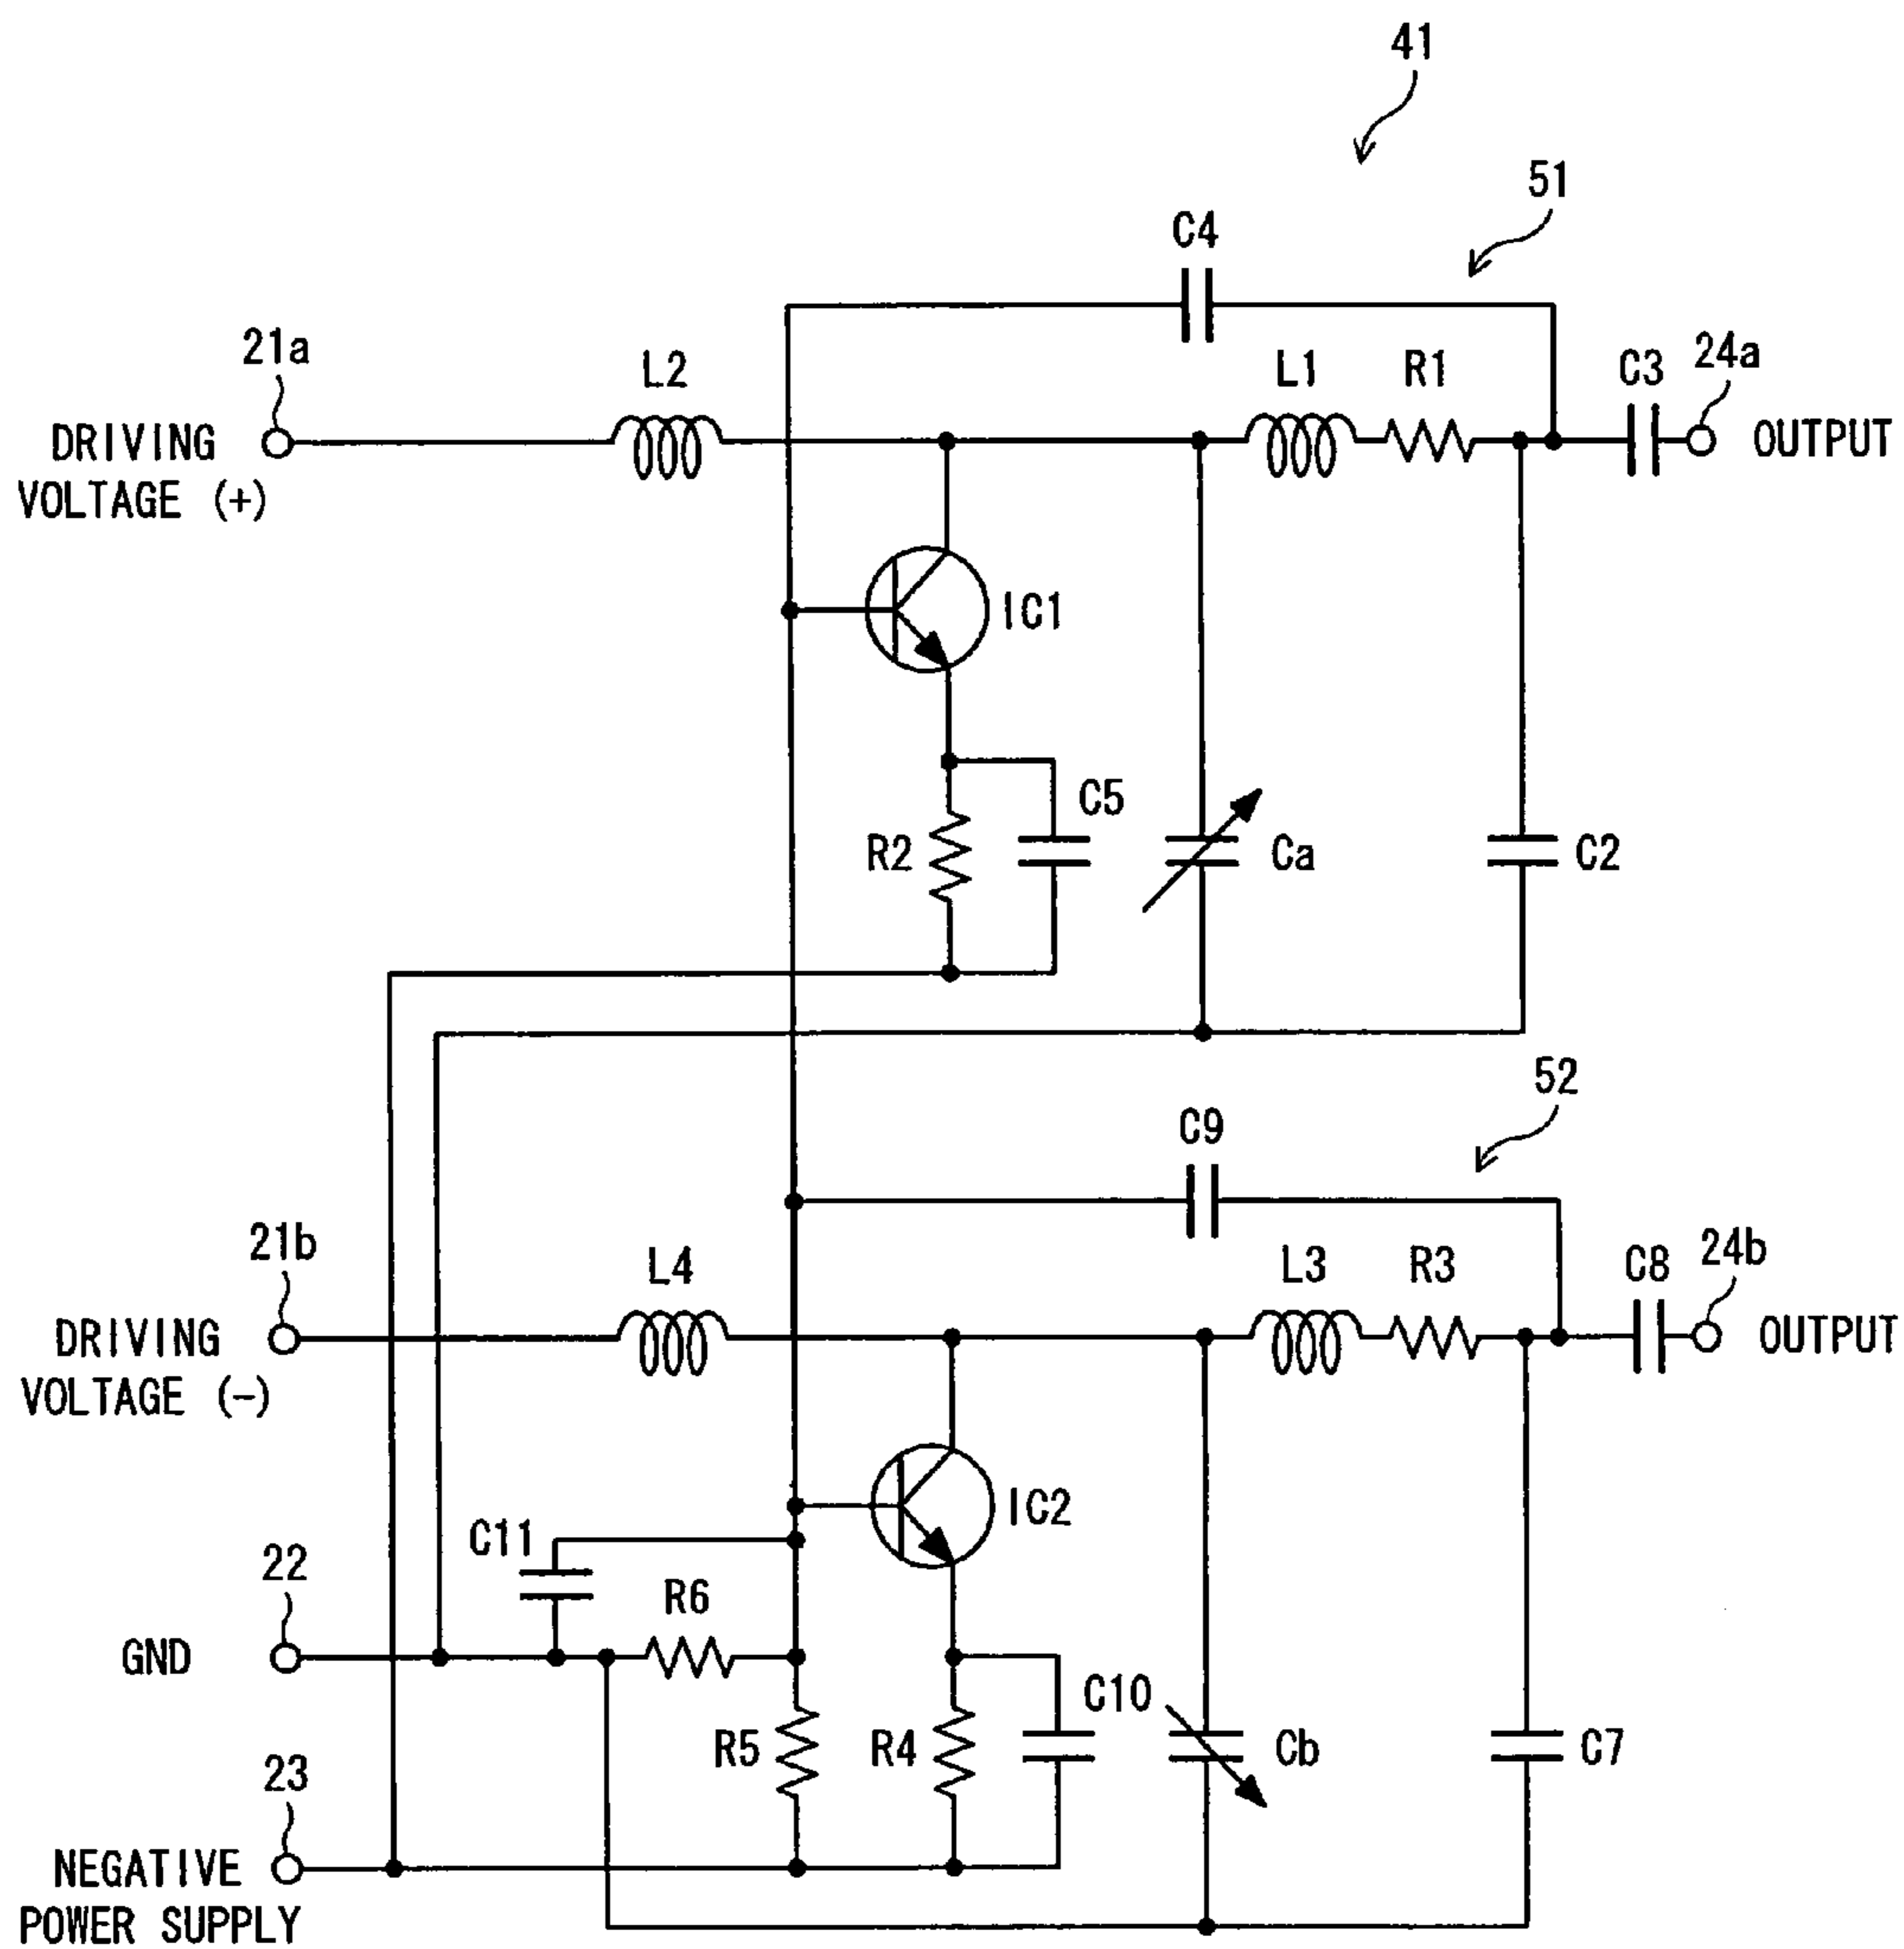 41
51
C4
21a
L2
L1
R1
C3
24a
DRIVING
VOLTAGE (+)
OUTPUT
IC1
C5
R2
Ca
C2
52
C9
21b
L4
L3
R3
C8
24b
DRIVING
VOLTAGE (-)
OUTPUT
IC2
C11
22
R6
GND
C10
R5
R4
Cb
C7
23
NEGATIVE
POWER SUPPLY